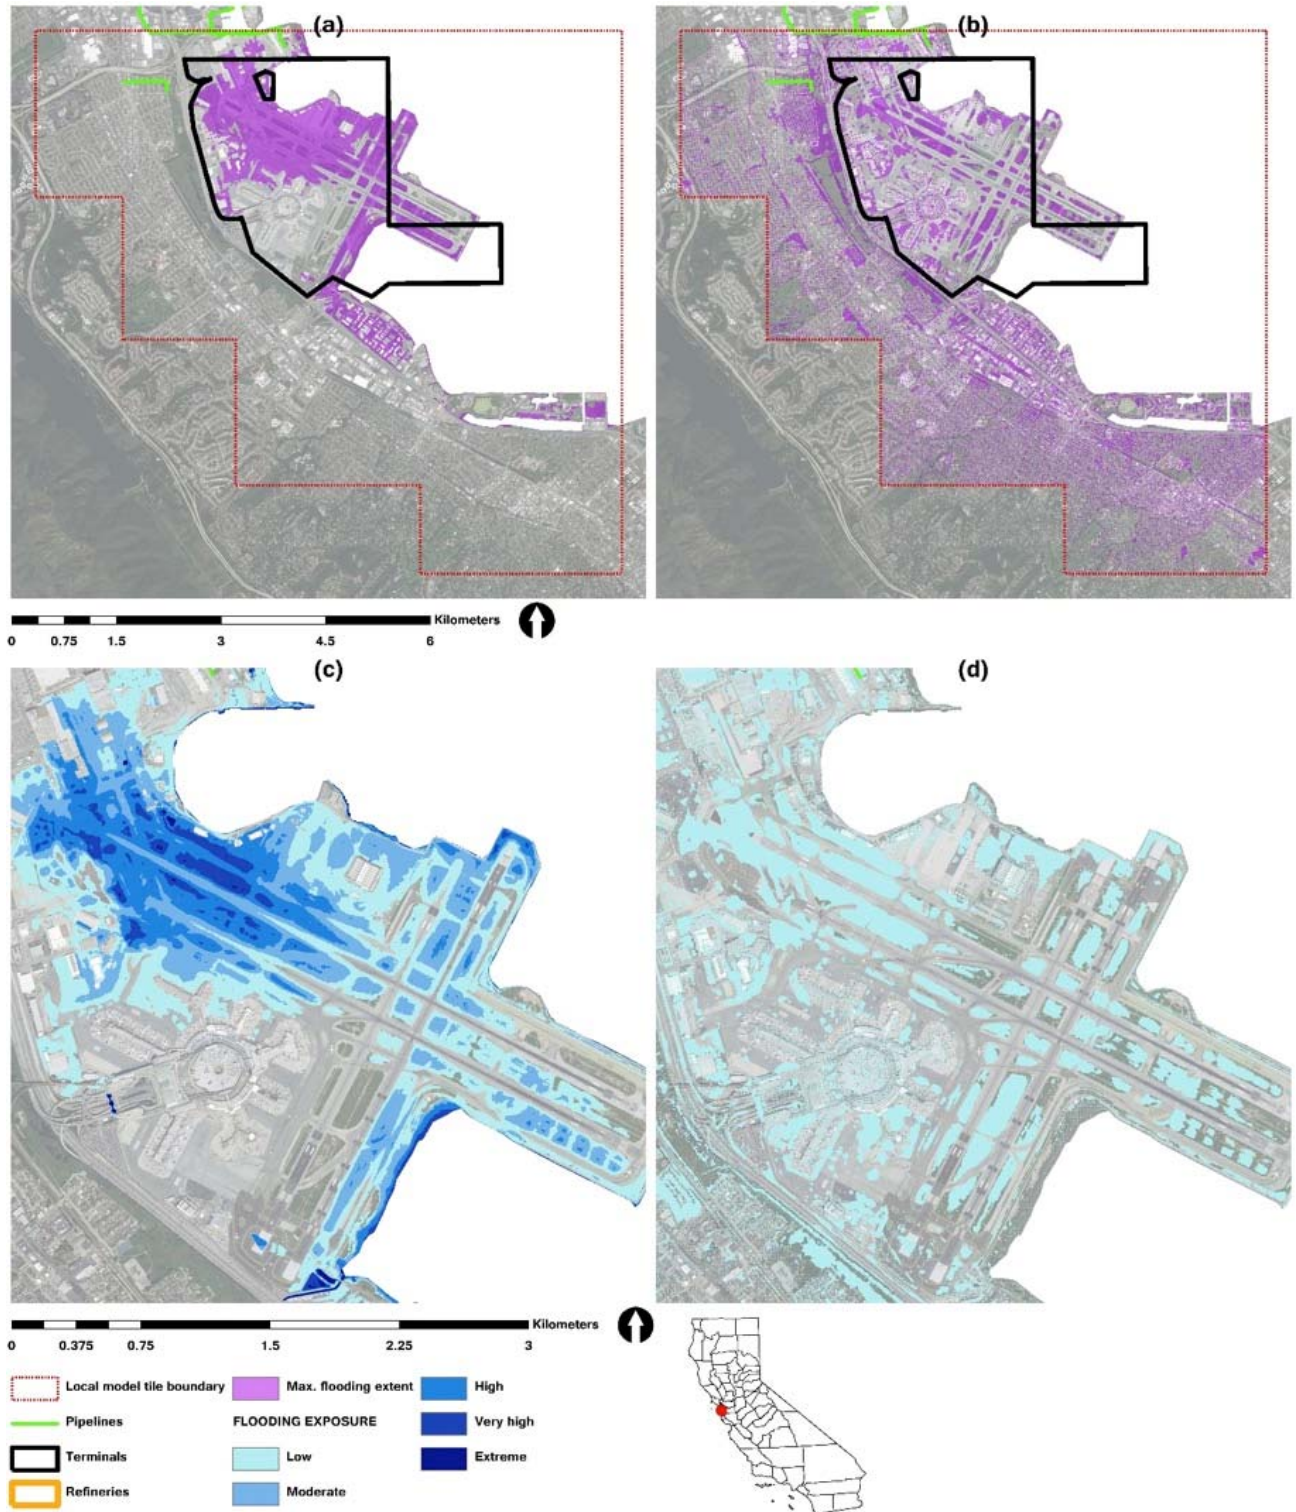 (a)
(b)
Kilometers
0 0.75 1.5 3 4.5 6
(c)
(d)
Kilometers
0 0.375 0.75 1.5 2.25 3
Local model tile boundary
Pipelines
Terminals
Refineries
Max. flooding extent
FLOODING EXPOSURE
Low
Moderate
High
Very high
Extreme